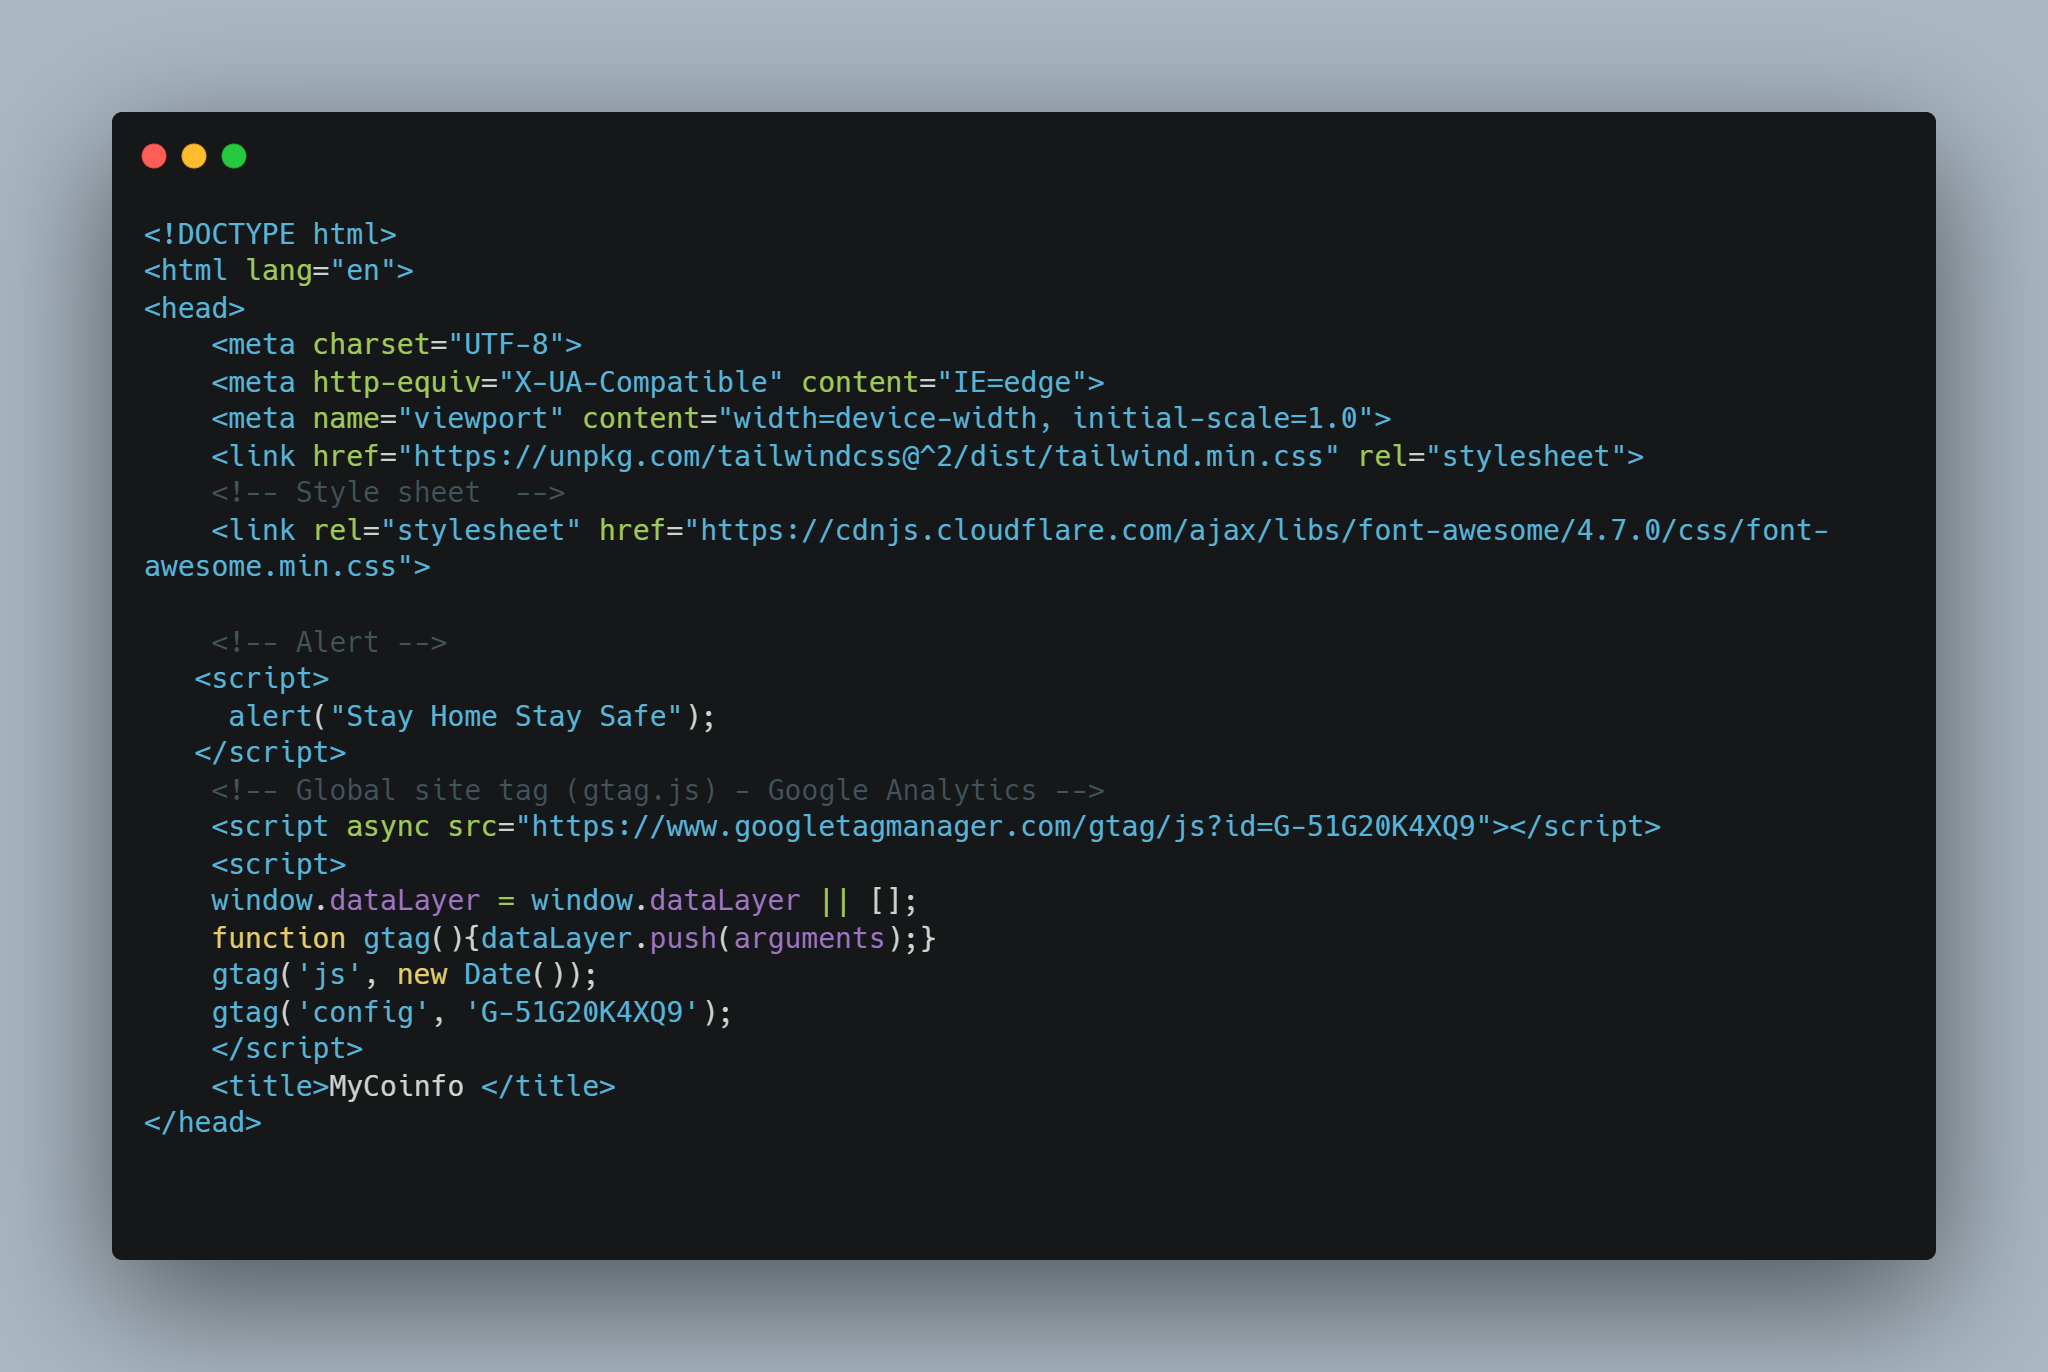 <!DOCTYPE html>
<html lang="en">
<head>
    <meta charset="UTF-8">
    <meta http-equiv="X-UA-Compatible" content="IE=edge">
    <meta name="viewport" content="width=device-width, initial-scale=1.0">
    <link href="https://unpkg.com/tailwindcss@^2/dist/tailwind.min.css" rel="stylesheet">
    <!-- Style sheet  -->
    <link rel="stylesheet" href="https://cdnjs.cloudflare.com/ajax/libs/font-awesome/4.7.0/css/font-
awesome.min.css">

    <!-- Alert -->
   <script>
     alert("Stay Home Stay Safe");
   </script>
    <!-- Global site tag (gtag.js) - Google Analytics -->
    <script async src="https://www.googletagmanager.com/gtag/js?id=G-51G20K4XQ9"></script>
    <script>
    window.dataLayer = window.dataLayer || [];
    function gtag(){dataLayer.push(arguments);}
    gtag('js', new Date());
    gtag('config', 'G-51G20K4XQ9');
    </script>
    <title>MyCoinfo </title>
</head>